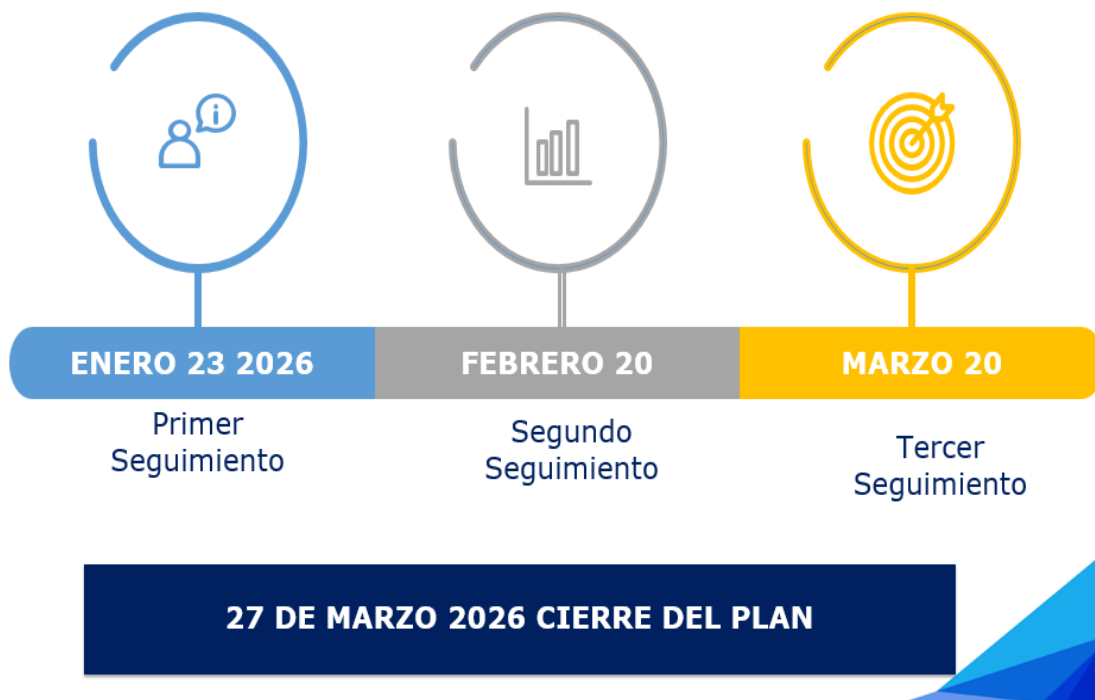 ENERO 23 2026
FEBRERO 20
MARZO 20
Primer
Seguimiento
Segundo
Seguimiento
Tercer
Seguimiento
27 DE MARZO 2026 CIERRE DEL PLAN